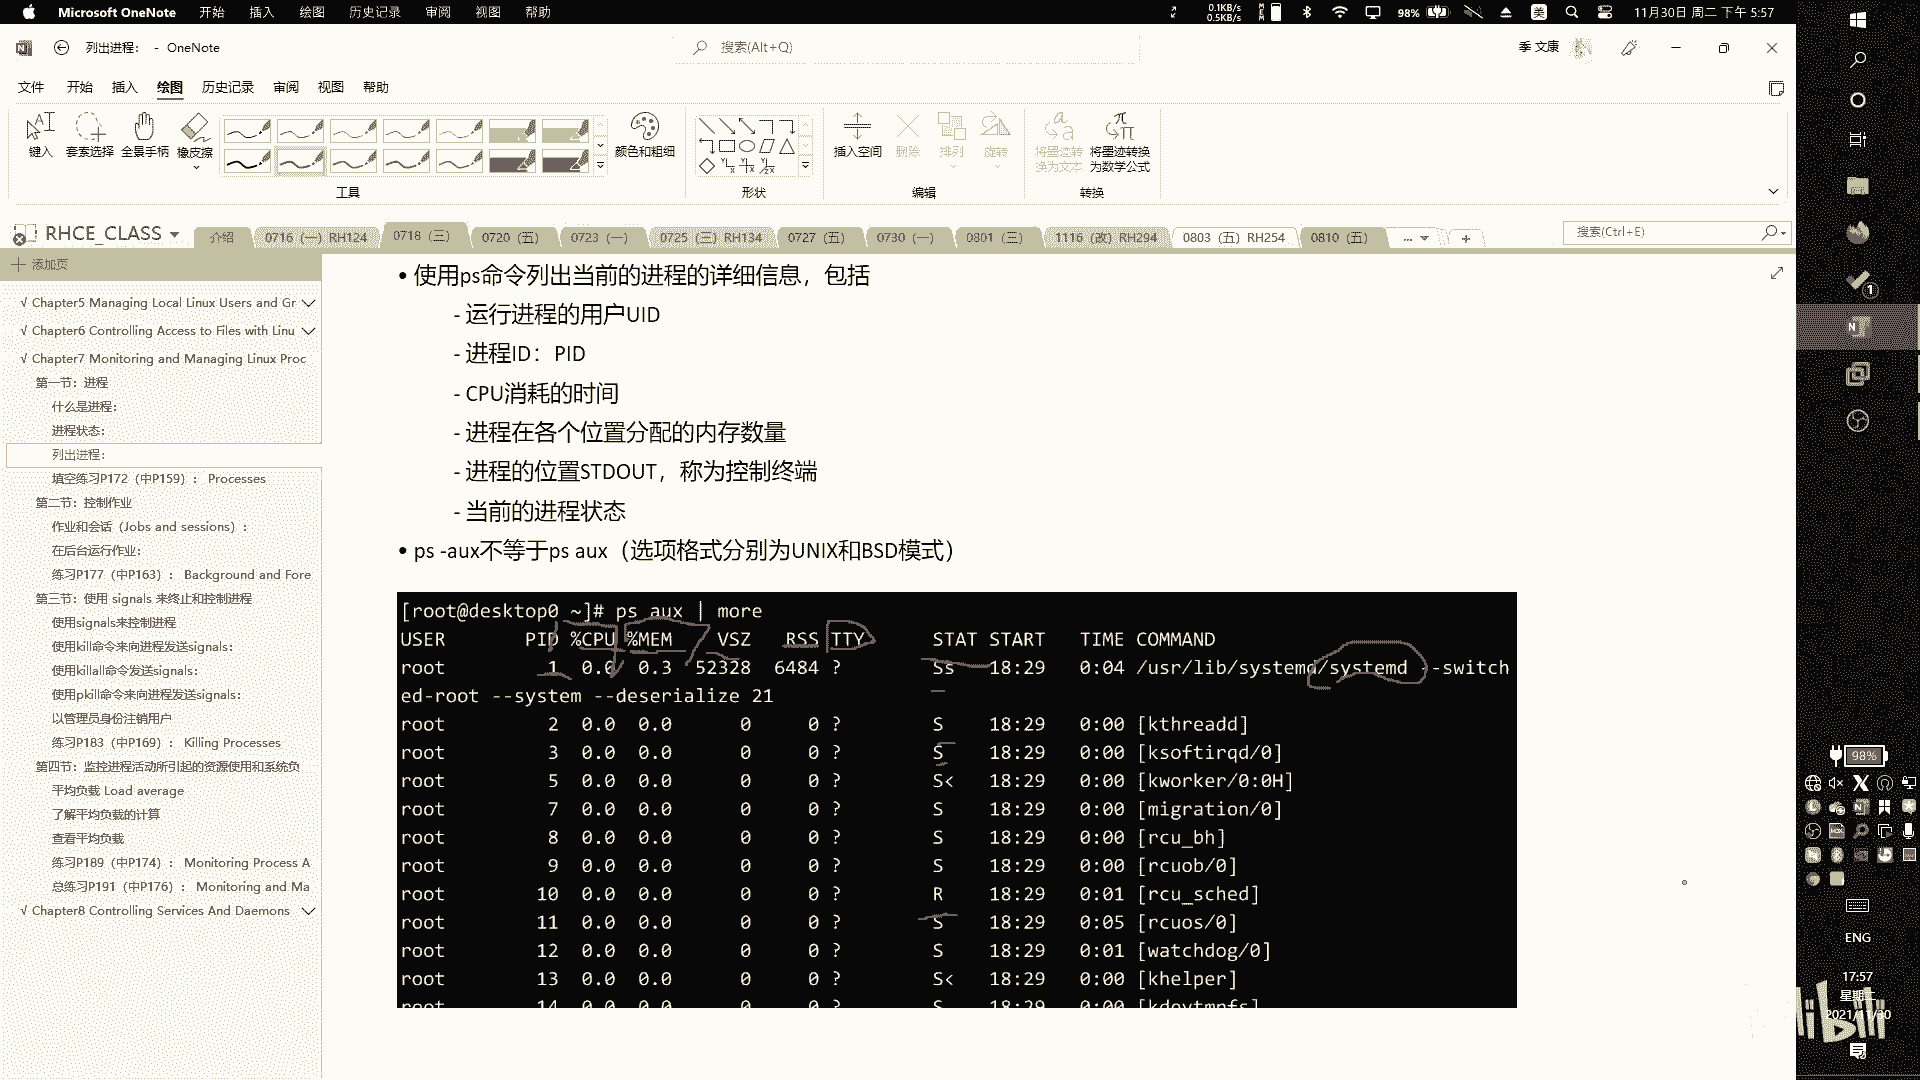 Microsoft OneNote 开始 插入 绘图 历史记录 审阅 视图 帮助
0.1KB/s
0.5KB/s
98% 美 11月30日 周二 下午 5:57
列出进程: - OneNote
搜索(Alt+Q)
季 文康
文件 开始 插入 绘图 历史记录 审阅 视图 帮助
键入 套索选择 全景手柄 橡皮擦 颜色和粗细 插入空间 删除 排列 旋转 将墨迹转换为文本 将墨迹转换为数学公式
工具 形状 编辑 转换
RHCE_CLASS 介绍 0716 (一) RH124 0718 (三) 0720 (五) 0723 (一) 0725 (三) RH134 0727 (五) 0730 (一) 0801 (三) 1116 (改) RH294 0803 (五) RH254 0810 (五) ... +
搜索(Ctrl+E)
添加页
√ Chapter5 Managing Local Linux Users and Gr
√ Chapter6 Controlling Access to Files with Linu
√ Chapter7 Monitoring and Managing Linux Proc
第一节：进程
什么是进程:
进程状态:
列出进程:
填空练习P172（中P159）： Processes
第二节：控制作业
作业和会话（Jobs and sessions）:
在后台运行作业:
练习P177（中P163）： Background and Fore
第三节：使用 signals 来终止和控制进程
使用signals来控制进程
使用kill命令来向进程发送signals:
使用killall命令发送signals:
使用pkill命令来向进程发送signals:
以管理员身份注销用户
练习P183（中P169）： Killing Processes
第四节：监控进程活动所引起的资源使用和系统负
平均负载 Load average
了解平均负载的计算
查看平均负载
练习P189（中P174）： Monitoring Process A
总练习P191（中P176）： Monitoring and Ma
√ Chapter8 Controlling Services And Daemons
• 使用ps命令列出当前的进程的详细信息，包括
- 运行进程的用户UID
- 进程ID：PID
- CPU消耗的时间
- 进程在各个位置分配的内存数量
- 进程的位置STDOUT，称为控制终端
- 当前的进程状态
• ps -aux不等于ps aux（选项格式分别为UNIX和BSD模式）
[root@desktop0 ~]# ps aux | more
USER PID %CPU %MEM VSZ RSS TTY STAT START TIME COMMAND
root 1 0.0 0.3 52328 6484 ? Ss 18:29 0:04 /usr/lib/systemd/systemd --switch
ed-root --system --deserialize 21
root 2 0.0 0.0 0 0 ? S 18:29 0:00 [kthreadd]
root 3 0.0 0.0 0 0 ? S 18:29 0:00 [ksoftirqd/0]
root 5 0.0 0.0 0 0 ? S< 18:29 0:00 [kworker/0:0H]
root 7 0.0 0.0 0 0 ? S 18:29 0:00 [migration/0]
root 8 0.0 0.0 0 0 ? S 18:29 0:00 [rcu_bh]
root 9 0.0 0.0 0 0 ? S 18:29 0:00 [rcuob/0]
root 10 0.0 0.0 0 0 ? R 18:29 0:01 [rcu_sched]
root 11 0.0 0.0 0 0 ? S 18:29 0:05 [rcuos/0]
root 12 0.0 0.0 0 0 ? S 18:29 0:01 [watchdog/0]
root 13 0.0 0.0 0 0 ? S< 18:29 0:00 [khelper]
root 14 0.0 0.0 0 0 ? S 18:29 0:00 [kdevtmpfs]
1
98%
ENG
17:57
星期二
2021/11/30